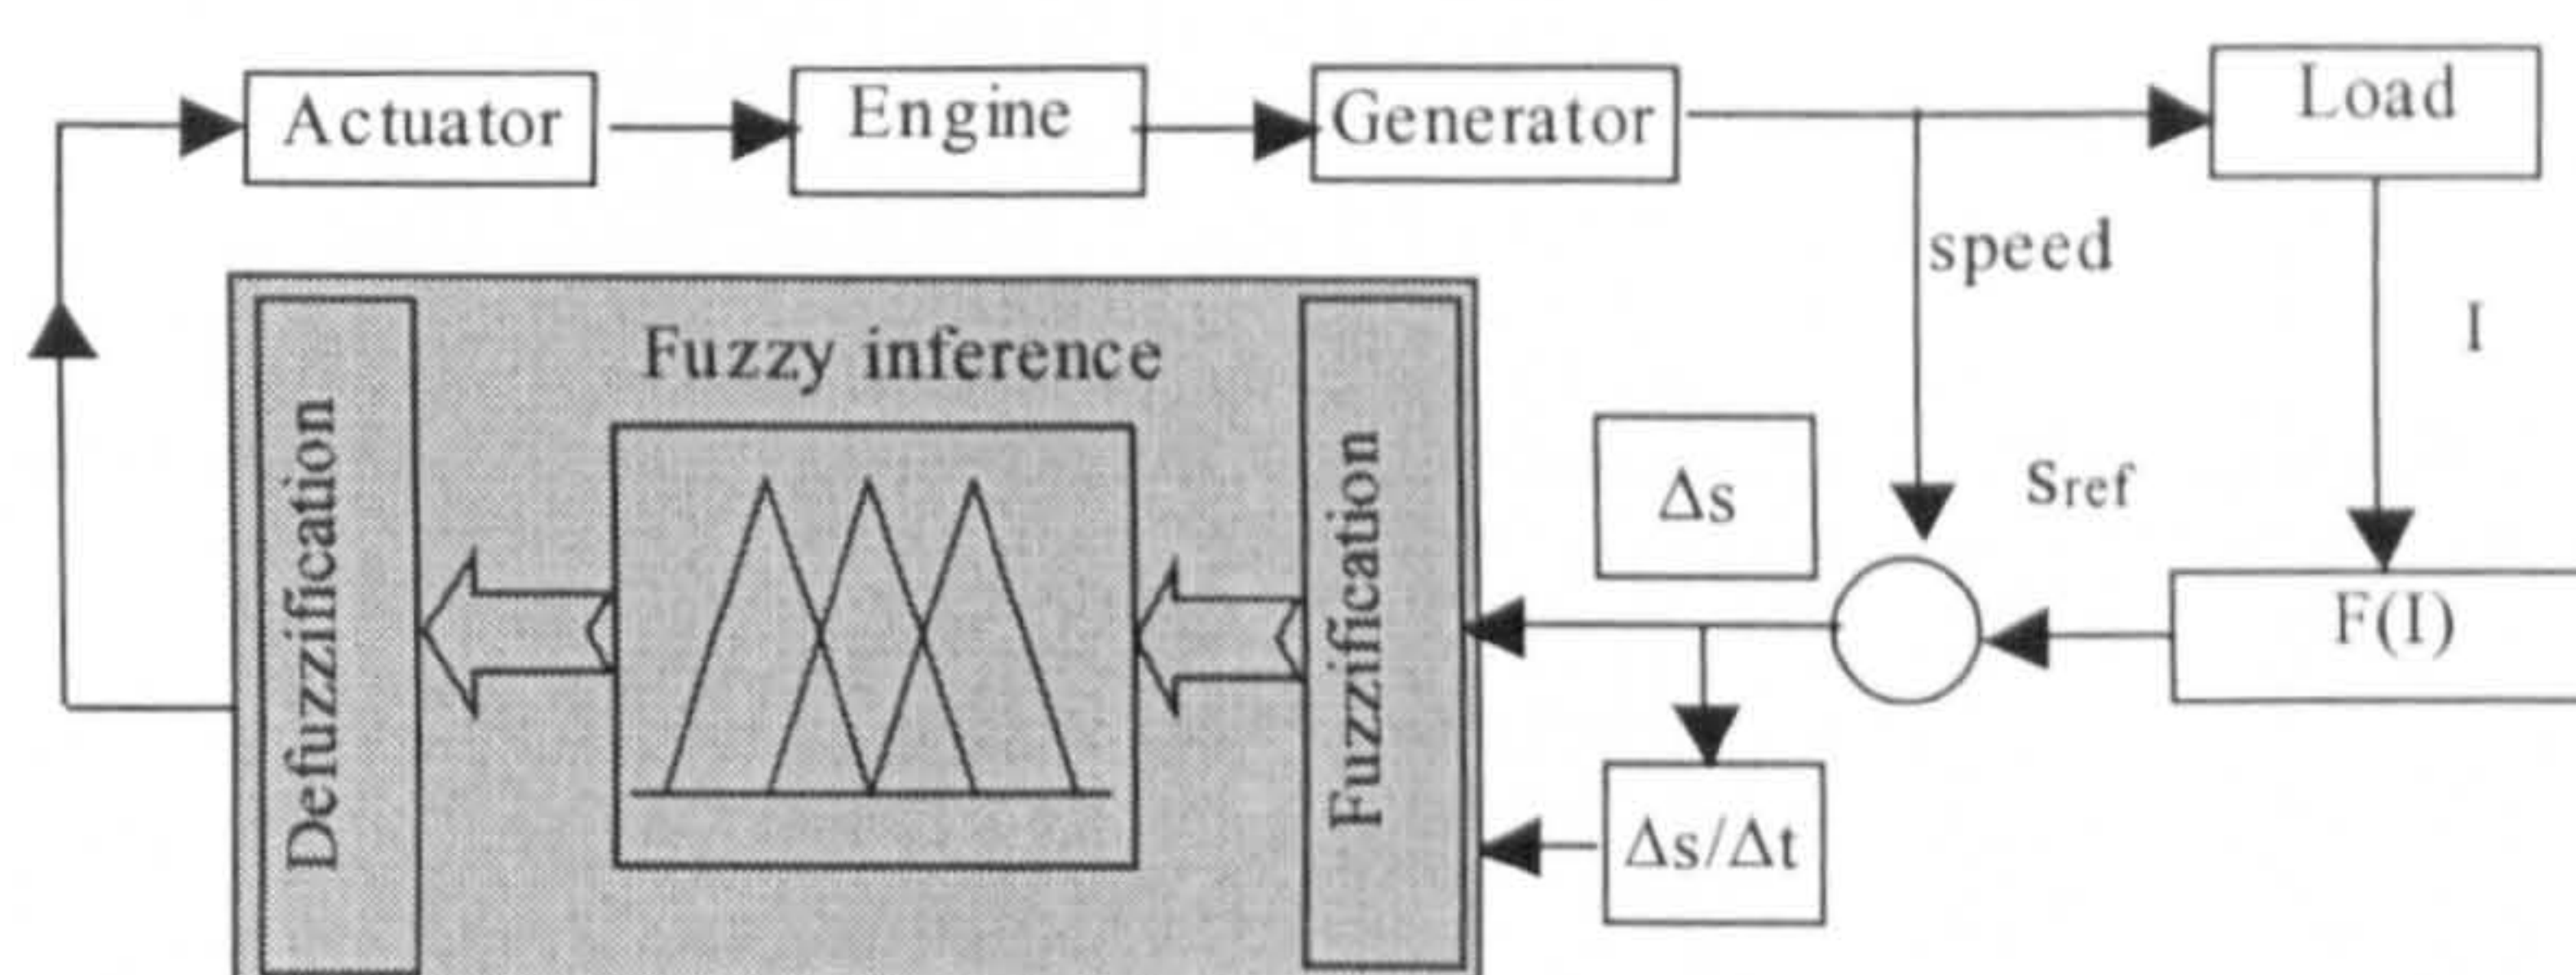 Actuator
Engine
Generator
Load
speed
I
Fuzzy inference
Defuzzification
Fuzzification
Δs
Sref
F(I)
Δs/Δt